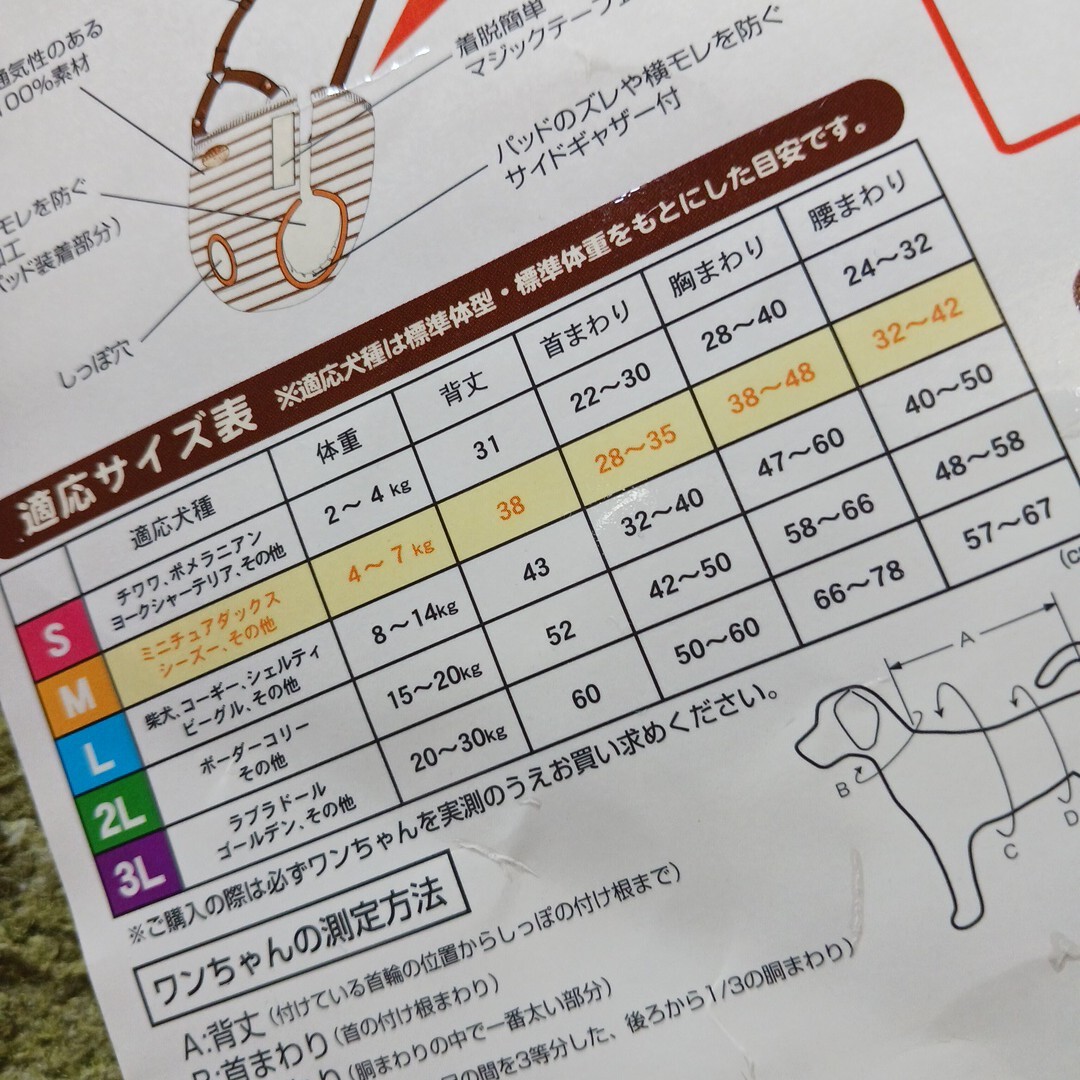 通気性のある
100%素材
着脱簡単
マジックテープ
モレを防ぐ
加工
パッド装着部分)
パッドのズレや横モレを防ぐ
サイドギャザー付
しっぽ穴
適応サイズ表 ※適応犬種は標準体型・標準体重をもとにした目安です。
適応犬種 体重 背丈 首まわり 胸まわり 腰まわり
S チワワ、ポメラニアン ヨークシャーテリア、その他 2～4kg 31 22～30 28～40 24～32
M ミニチュアダックス シーズー、その他 4～7kg 38 28～35 38～48 32～42
L 柴犬、コーギー、シェルティ ビーグル、その他 8～14kg 43 32～40 47～60 40～50
2L ボーダーコリー その他 15～20kg 52 42～50 58～66 48～58
3L ラブラドール ゴールデン、その他 20～30kg 60 50～60 66～78 57～67
※ご購入の際は必ずワンちゃんを実測のうえお買い求めください。
A
B
C
D
ワンちゃんの測定方法
A:背丈(付けている首輪の位置からしっぽの付け根まで)
B:首まわり(首の付け根まわり)
(胴まわりの中で一番太い部分)
の間を3等分した、後ろから1/3の胴まわり)